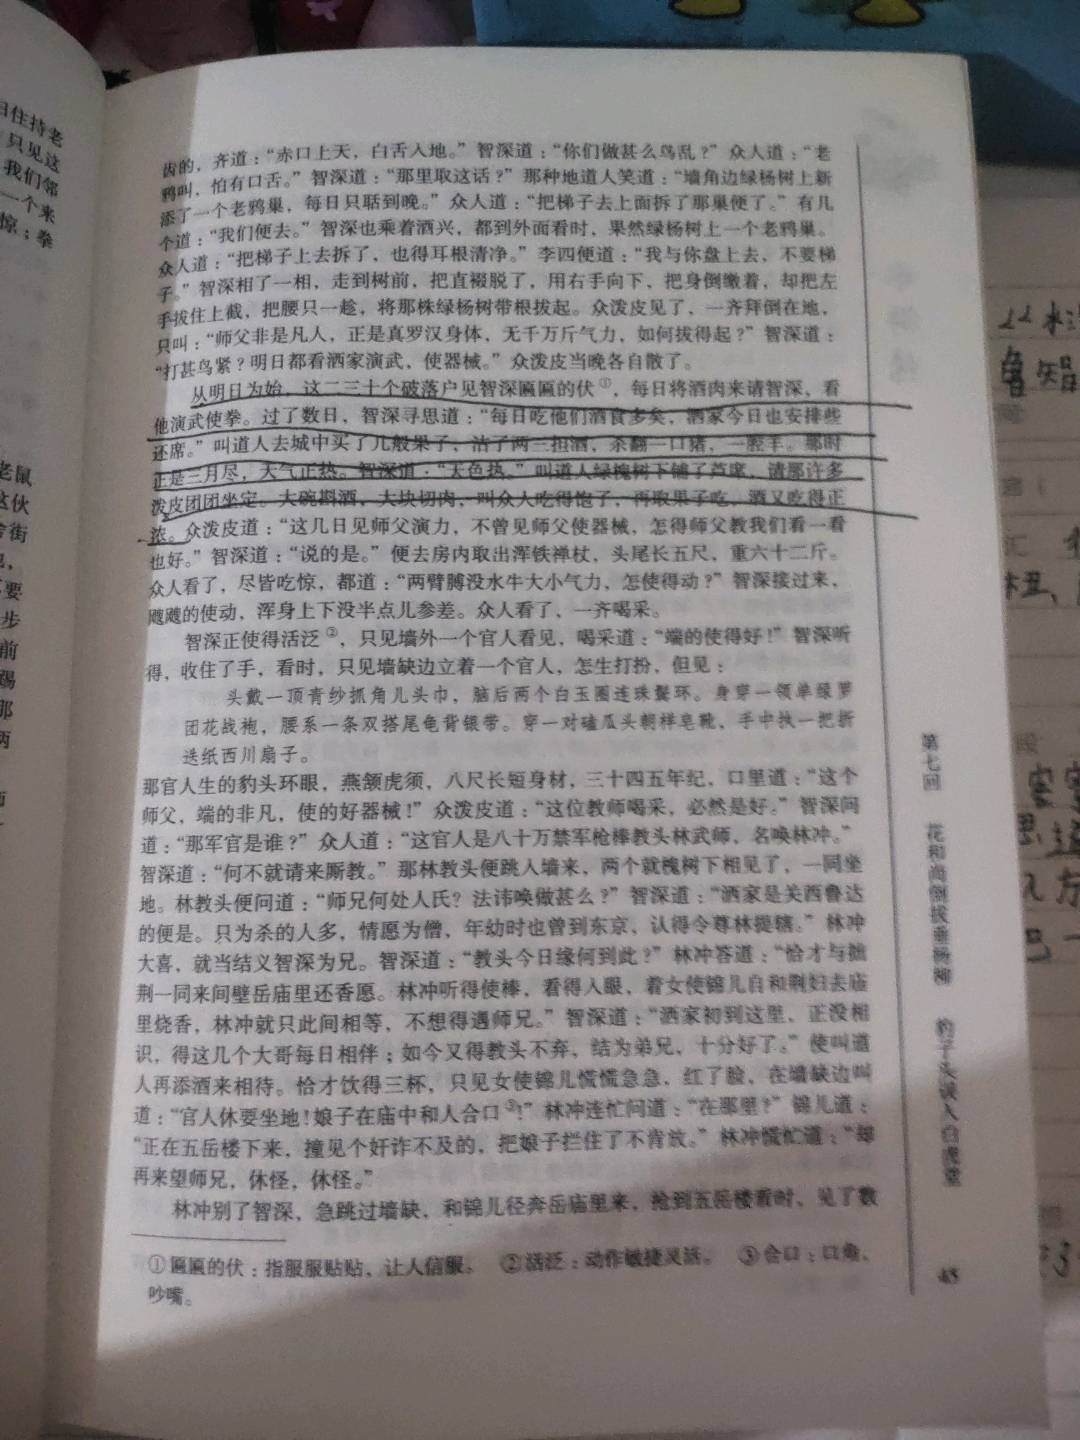 齿的，齐道：“赤口上天，白舌入地。”智深道：“你们做甚么鸟乱？”众人道：“老
鸦叫，怕有口舌。”智深道：“那里取这话？”那种地道人笑道：“墙角边绿杨树上新
添了一个老鸦巢，每日只聒到晚。”众人道：“把梯子去上面拆了那巢便了。”有几
个道：“我们便去。”智深也乘着酒兴，都到外面看时，果然绿杨树上一个老鸦巢。
众人道：“把梯子上去拆了，也得耳根清净。”李四便道：“我与你盘上去，不要梯
子。”智深相了一相，走到树前，把直裰脱了，用右手向下，把身倒缴着，却把左
手拔住上截，把腰只一趁，将那株绿杨树带根拔起。众泼皮见了，一齐拜倒在地，
只叫：“师父非是凡人，正是真罗汉身体，无千万斤气力，如何拔得起？”智深道：
“打甚鸟紧？明日都看洒家演武，使器械。”众泼皮当晚各自散了。
从明日为始，这二三十个破落户见智深匾匾的伏①，每日将酒肉来请智深，看
他演武使拳。过了数日，智深寻思道：“每日吃他们酒食多矣，洒家今日也安排些
还席。”叫道人去城中买了几般果子，沽了两三担酒，杀翻一口猪，一腔羊。那时
正是三月尽，天气正热。智深道：“天色热。”叫道人绿槐树下铺了芦席，请那许多
泼皮团团坐定。大碗斟酒，大块切肉，叫众人吃得饱了，再取果子吃，酒又吃得正
浓。众泼皮道：“这几日见师父演力，不曾见师父使器械，怎得师父教我们看一看
也好。”智深道：“说的是。”便去房内取出浑铁禅杖，头尾长五尺，重六十二斤。
众人看了，尽皆吃惊，都道：“两臂膊没水牛大小气力，怎使得动？”智深接过来，
飕飕的使动，浑身上下没半点儿参差。众人看了，一齐喝采。
智深正使得活泛②，只见墙外一个官人看见，喝采道：“端的使得好！”智深听
得，收住了手，看时，只见墙缺边立着一个官人，怎生打扮，但见：
头戴一顶青纱抓角儿头巾，脑后两个白玉圈连珠鬓环。身穿一领单绿罗
团花战袍，腰系一条双搭尾龟背银带。穿一对磕瓜头朝样皂靴，手中执一把折
迭纸西川扇子。
那官人生的豹头环眼，燕颔虎须，八尺长短身材，三十四五年纪，口里道：“这个
师父，端的非凡，使的好器械！”众泼皮道：“这位教师喝采，必然是好。”智深问
道：“那军官是谁？”众人道：“这官人是八十万禁军枪棒教头林武师，名唤林冲。”
智深道：“何不就请来厮教。”那林教头便跳入墙来，两个就槐树下相见了，一同坐
地。林教头便问道：“师兄何处人氏？法讳唤做甚么？”智深道：“洒家是关西鲁达
的便是。只为杀的人多，情愿为僧，年幼时也曾到东京，认得令尊林提辖。”林冲
大喜，就当结义智深为兄。智深道：“教头今日缘何到此？”林冲答道：“恰才与拙
荆一同来间壁岳庙里还香愿。林冲听得使棒，看得入眼，着女使锦儿自和荆妇去庙
里烧香，林冲就只此间相等，不想得遇师兄。”智深道：“洒家初到这里，正没相
识，得这几个大哥每日相伴；如今又得教头不弃，结为弟兄，十分好了。”便叫道
人再添酒来相待。恰才饮得三杯，只见女使锦儿慌慌急急，红了脸，在墙缺边叫
道：“官人休要坐地！娘子在庙中和人合口③！”林冲连忙问道：“在那里？”锦儿道：
“正在五岳楼下来，撞见个奸诈不及的，把娘子拦住了不肯放。”林冲慌忙道：“却
再来望师兄，休怪，休怪。”
林冲别了智深，急跳过墙缺，和锦儿径奔岳庙里来，抢到五岳楼看时，见了数
①匾匾的伏：指服服贴贴，让人信服。 ②活泛：动作敏捷灵活。 ③合口：口角，
吵嘴。
第七回 花和尚倒拔垂杨柳 豹子头误入白虎堂
45